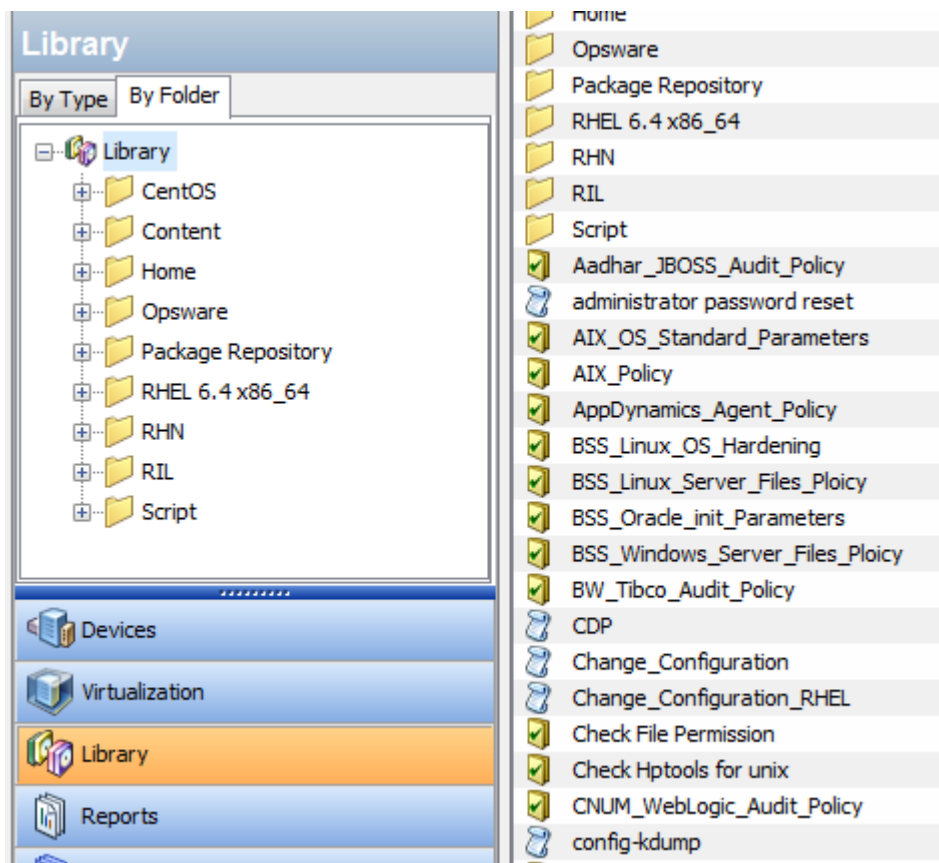 Library
By Type
By Folder
Library
CentOS
Content
Home
Opsware
Package Repository
RHEL 6.4 x86_64
RHN
RIL
Script
Devices
Virtualization
Library
Reports
Home
Opsware
Package Repository
RHEL 6.4 x86_64
RHN
RIL
Script
Aadhar_JBOSS_Audit_Policy
administrator password reset
AIX_OS_Standard_Parameters
AIX_Policy
AppDynamics_Agent_Policy
BSS_Linux_OS_Hardening
BSS_Linux_Server_Files_Ploicy
BSS_Oracle_init_Parameters
BSS_Windows_Server_Files_Ploicy
BW_Tibco_Audit_Policy
CDP
Change_Configuration
Change_Configuration_RHEL
Check File Permission
Check Hptools for unix
CNUM_WebLogic_Audit_Policy
config-kdump